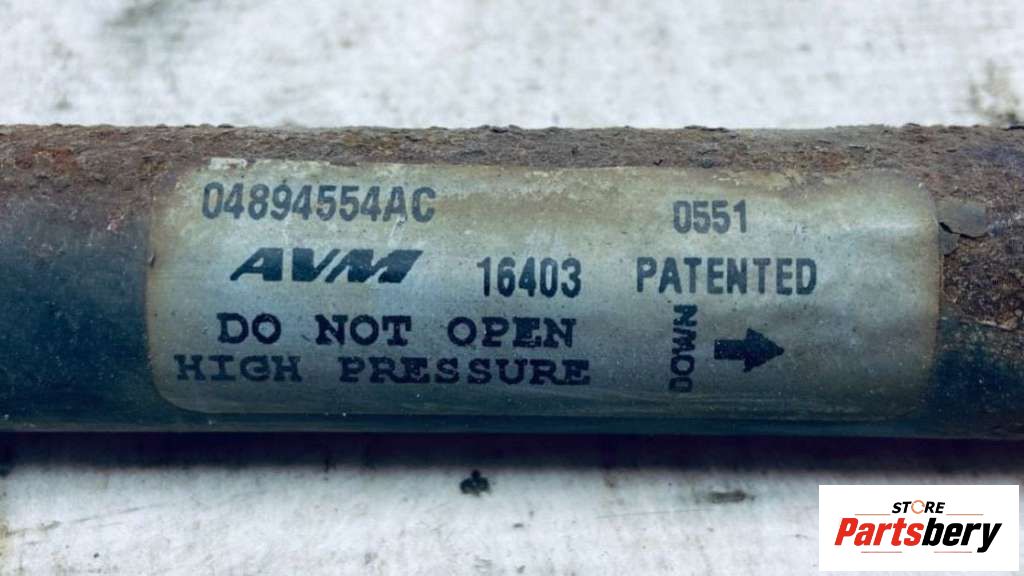 04894554AC 0551
AVM 16403 PATENTED
DO NOT OPEN
HIGH PRESSURE
DOWN
STORE
Partsbery